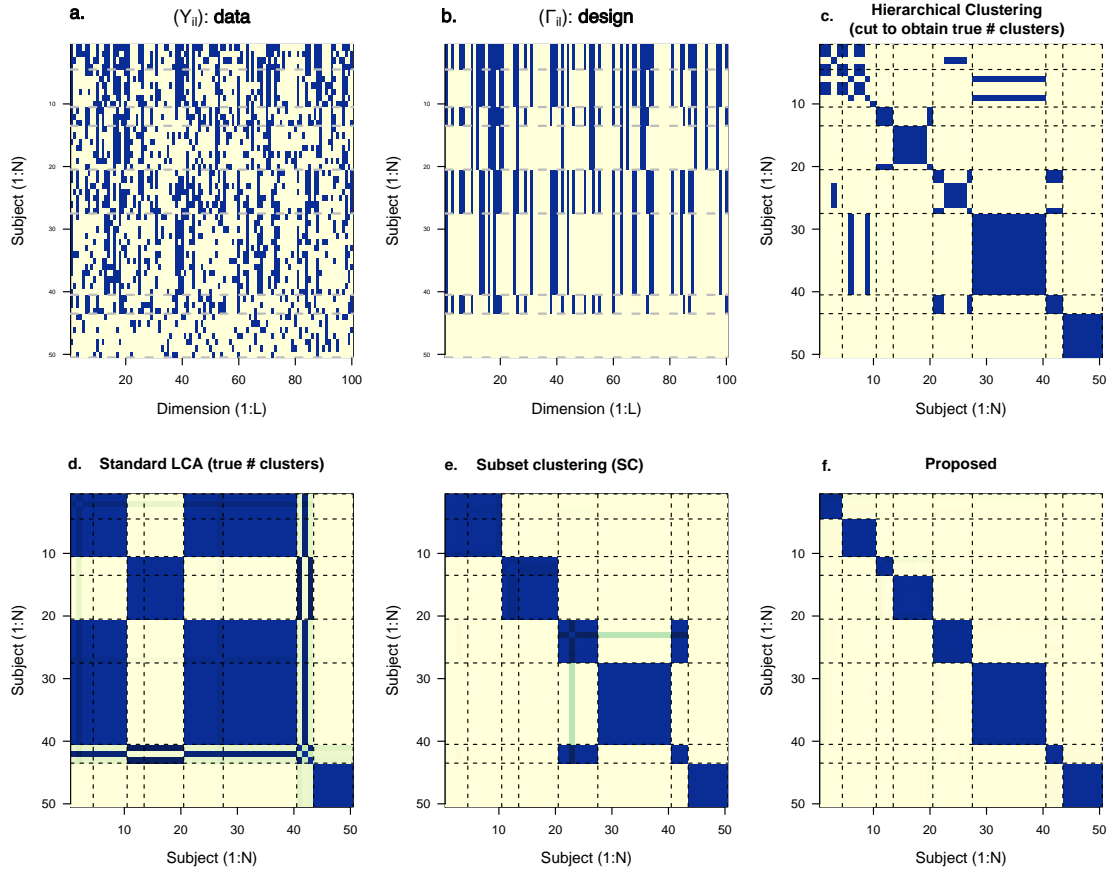 a. (Y_il): data
Subject (1:N)
10
20
30
40
50
20 40 60 80 100
Dimension (1:L)
b. (Γ_il): design
Subject (1:N)
10
20
30
40
50
20 40 60 80 100
Dimension (1:L)
c. Hierarchical Clustering
(cut to obtain true # clusters)
Subject (1:N)
10
20
30
40
50
10 20 30 40 50
Subject (1:N)
d. Standard LCA (true # clusters)
Subject (1:N)
10
20
30
40
50
10 20 30 40 50
Subject (1:N)
e. Subset clustering (SC)
Subject (1:N)
10
20
30
40
50
10 20 30 40 50
Subject (1:N)
f. Proposed
Subject (1:N)
10
20
30
40
50
10 20 30 40 50
Subject (1:N)